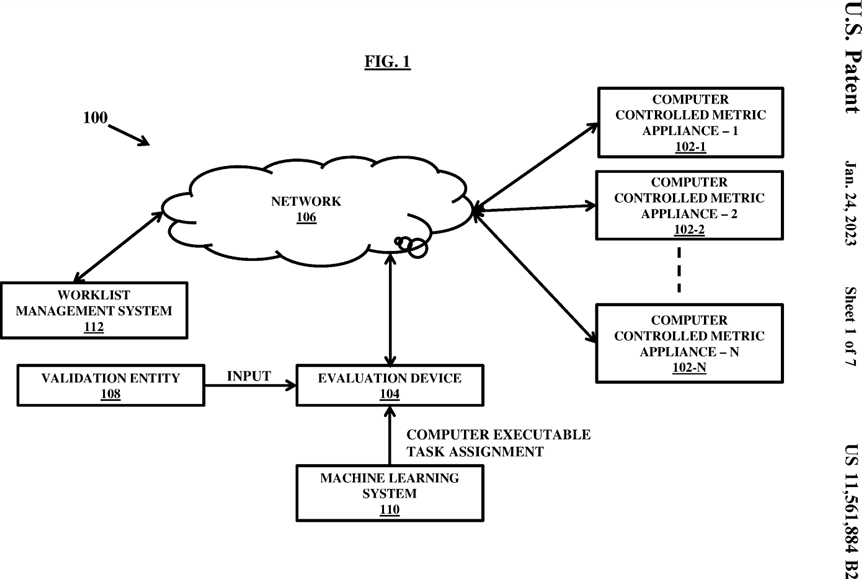 U.S. Patent
Jan. 24, 2023
Sheet 1 of 7
US 11,561,884 B2
FIG. 1
100
NETWORK
106
COMPUTER
CONTROLLED METRIC
APPLIANCE – 1
102-1
COMPUTER
CONTROLLED METRIC
APPLIANCE – 2
102-2
COMPUTER
CONTROLLED METRIC
APPLIANCE – N
102-N
WORKLIST
MANAGEMENT SYSTEM
112
VALIDATION ENTITY
108
INPUT
EVALUATION DEVICE
104
COMPUTER EXECUTABLE
TASK ASSIGNMENT
MACHINE LEARNING
SYSTEM
110